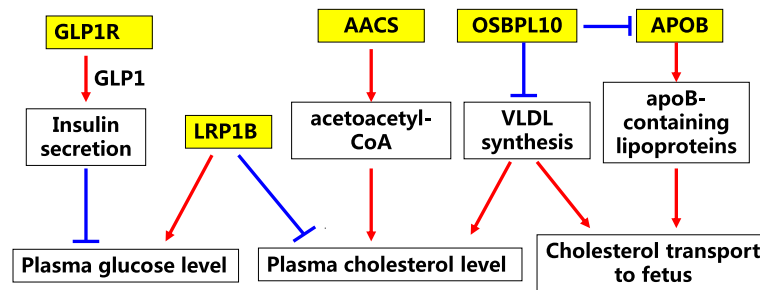 GLP1R
AACS
OSBPL10
APOB
GLP1
Insulin
secretion
LRP1B
acetoacetyl-
CoA
VLDL
synthesis
apoB-
containing
lipoproteins
Plasma glucose level
Plasma cholesterol level
Cholesterol transport
to fetus